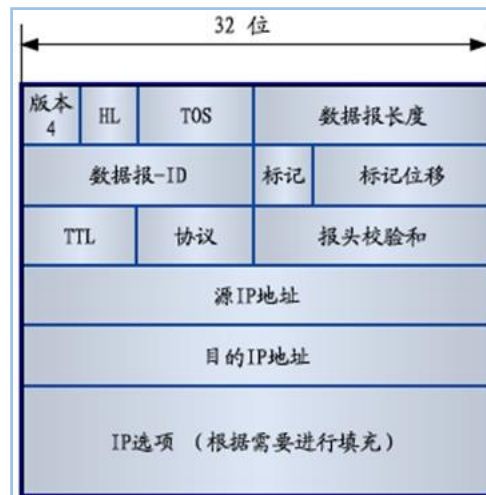 32 位
版本 HL TOS 数据报长度
4
数据报-ID 标记 标记位移
TTL 协议 报头校验和
源IP地址
目的IP地址
IP选项 (根据需要进行填充)